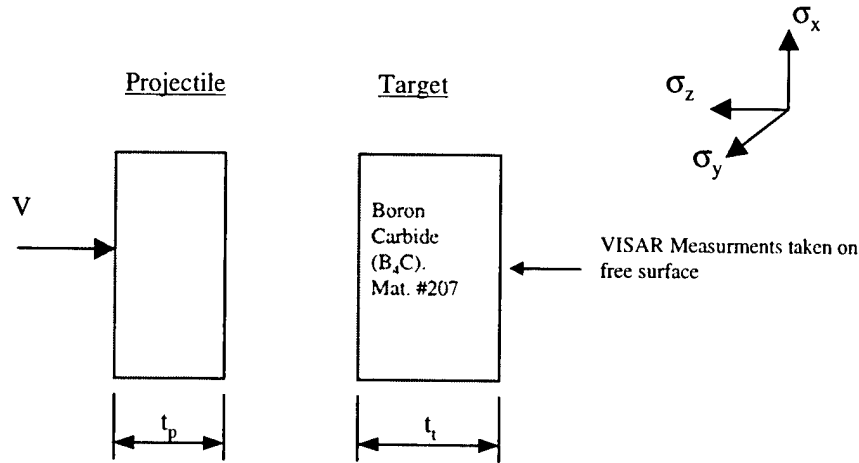 σx
Projectile
Target
σz
σy
V
Boron
Carbide
(B₄C).
Mat. #207
VISAR Measurments taken on
free surface
tp
tt